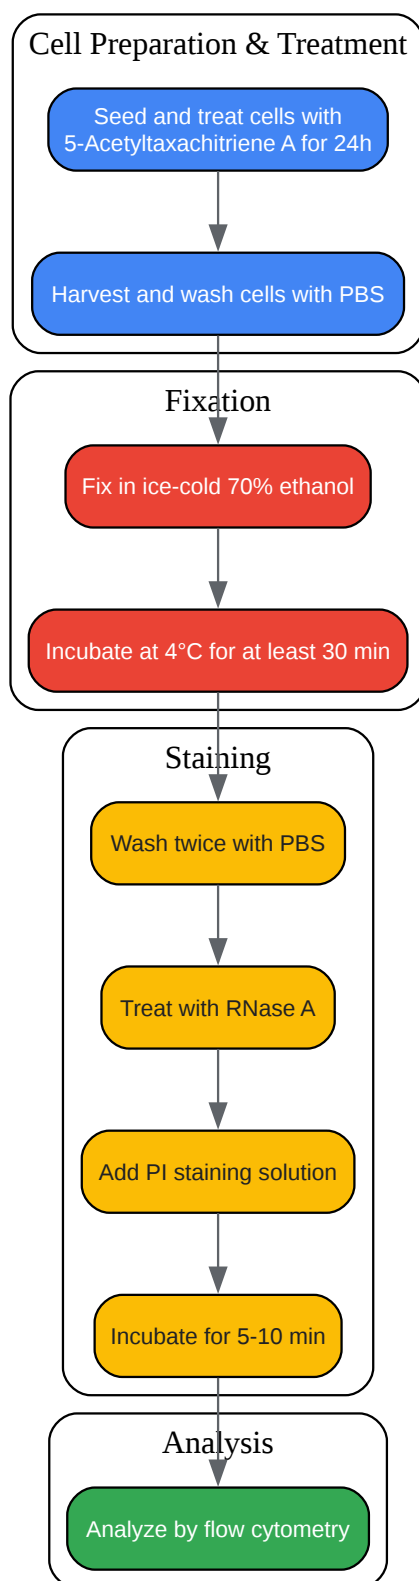 Cell Preparation & Treatment
Seed and treat cells with
5-Acetyltaxachitriene A for 24h
Harvest and wash cells with PBS
Fixation
Fix in ice-cold 70% ethanol
Incubate at 4°C for at least 30 min
Staining
Wash twice with PBS
Treat with RNase A
Add PI staining solution
Incubate for 5-10 min
Analysis
Analyze by flow cytometry